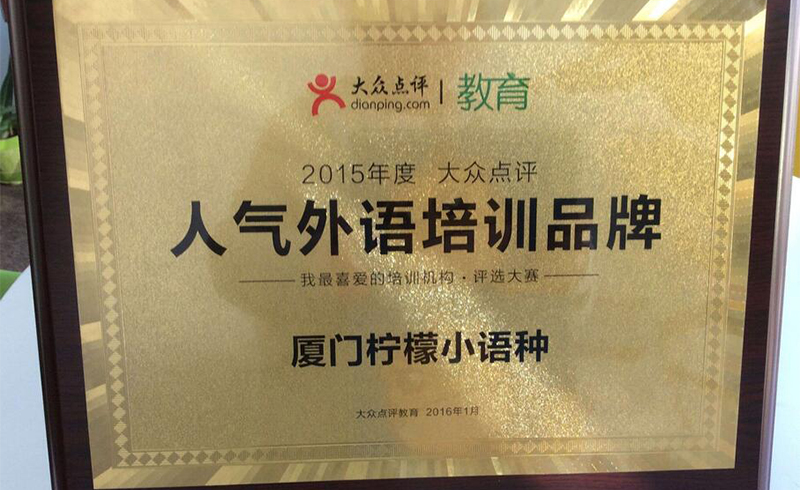 大众点评 dianping.com | 教育
2015年度 大众点评
人气外语培训品牌
我最喜爱的培训机构·评选大赛
厦门柠檬小语种
大众点评教育 2016年1月